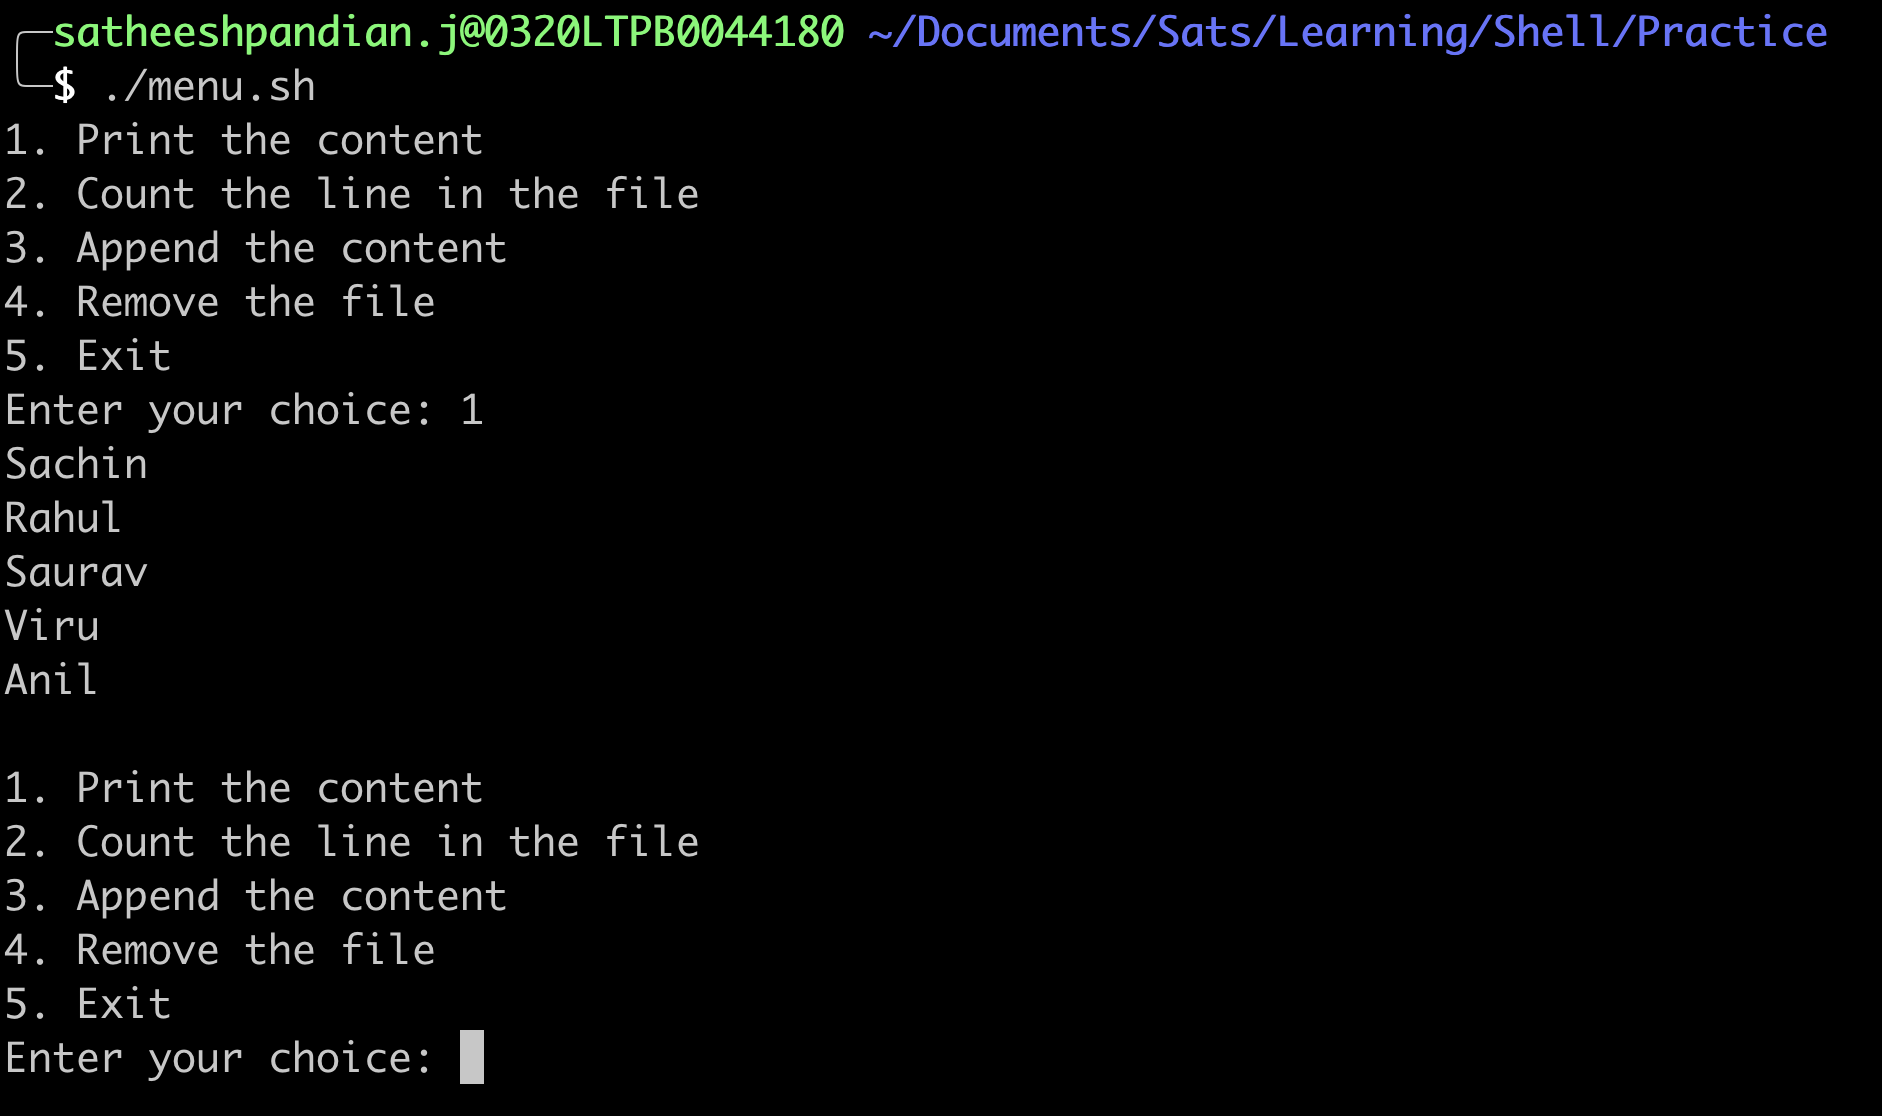 satheeshpandian.j@0320LTPB0044180 ~/Documents/Sats/Learning/Shell/Practice
$ ./menu.sh
1. Print the content
2. Count the line in the file
3. Append the content
4. Remove the file
5. Exit
Enter your choice: 1
Sachin
Rahul
Saurav
Viru
Anil
1. Print the content
2. Count the line in the file
3. Append the content
4. Remove the file
5. Exit
Enter your choice: